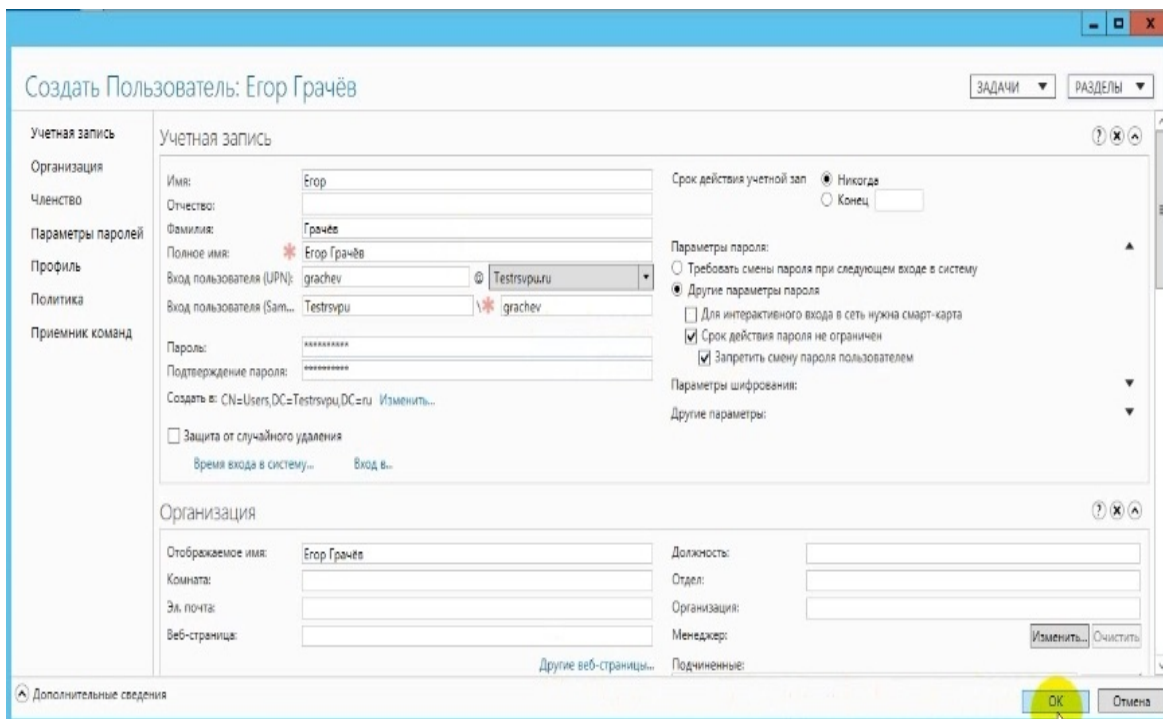 Создать Пользователь: Егор Грачёв
ЗАДАЧИ
РАЗДЕЛЫ
Учетная запись
Организация
Членство
Параметры паролей
Профиль
Политика
Приемник команд
Учетная запись
Имя: Егор
Отчество:
Фамилия: Грачёв
Полное имя: * Егор Грачёв
Вход пользователя (UPN): grachev @ Testrsvpu.ru
Вход пользователя (Sam... Testrsvpu \* grachev
Пароль: **********
Подтверждение пароля: **********
Создать в: CN=Users,DC=Testrsvpu,DC=ru Изменить...
Защита от случайного удаления
Время входа в систему... Вход в...
Срок действия учетной зап Никогда
Конец
Параметры пароля:
Требовать смены пароля при следующем входе в систему
Другие параметры пароля
Для интерактивного входа в сеть нужна смарт-карта
Срок действия пароля не ограничен
Запретить смену пароля пользователем
Параметры шифрования:
Другие параметры:
Организация
Отображаемое имя: Егор Грачёв
Комната:
Эл. почта:
Веб-страница:
Другие веб-страницы...
Должность:
Отдел:
Организация:
Менеджер: Изменить... Очистить
Подчиненные:
Дополнительные сведения
OK Отмена